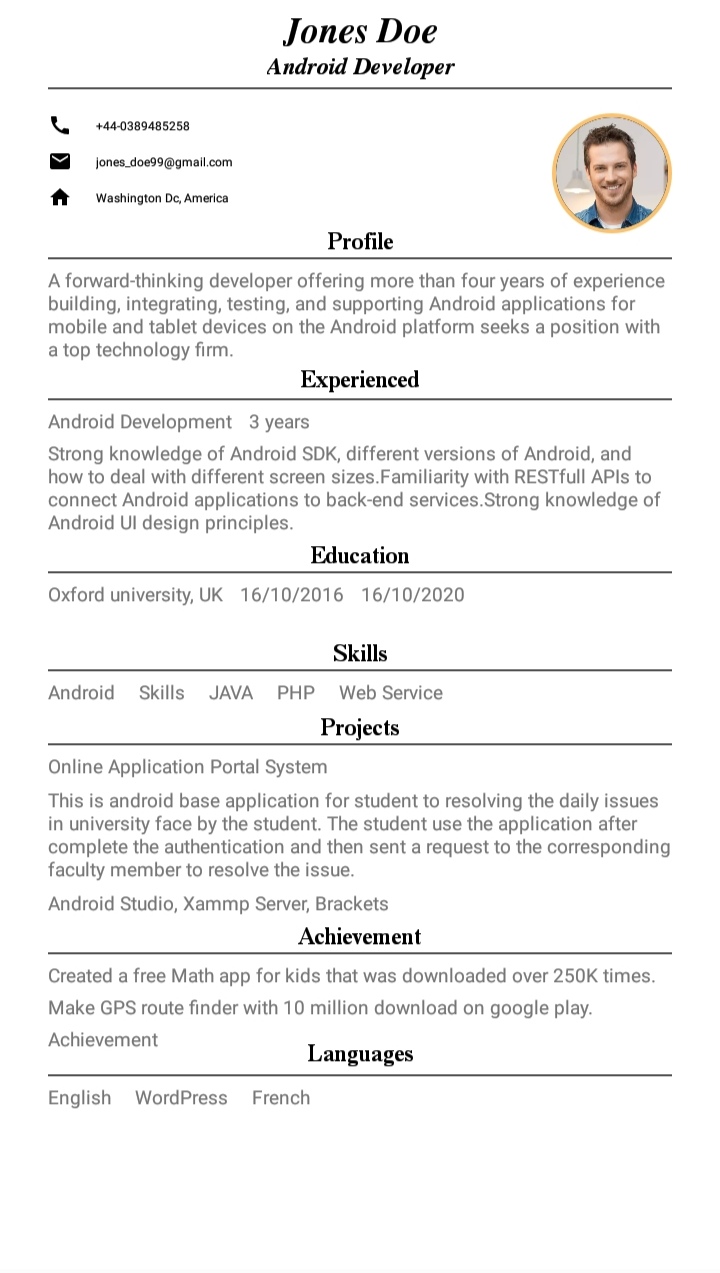 Jones Doe
Android Developer
+44-0389485258
jones_doe99@gmail.com
Washington Dc, America
Profile
A forward-thinking developer offering more than four years of experience
building, integrating, testing, and supporting Android applications for
mobile and tablet devices on the Android platform seeks a position with
a top technology firm.
Experienced
Android Development 3 years
Strong knowledge of Android SDK, different versions of Android, and
how to deal with different screen sizes.Familiarity with RESTfull APIs to
connect Android applications to back-end services.Strong knowledge of
Android UI design principles.
Education
Oxford university, UK 16/10/2016 16/10/2020
Skills
Android Skills JAVA PHP Web Service
Projects
Online Application Portal System
This is android base application for student to resolving the daily issues
in university face by the student. The student use the application after
complete the authentication and then sent a request to the corresponding
faculty member to resolve the issue.
Android Studio, Xammp Server, Brackets
Achievement
Created a free Math app for kids that was downloaded over 250K times.
Make GPS route finder with 10 million download on google play.
Achievement
Languages
English WordPress French